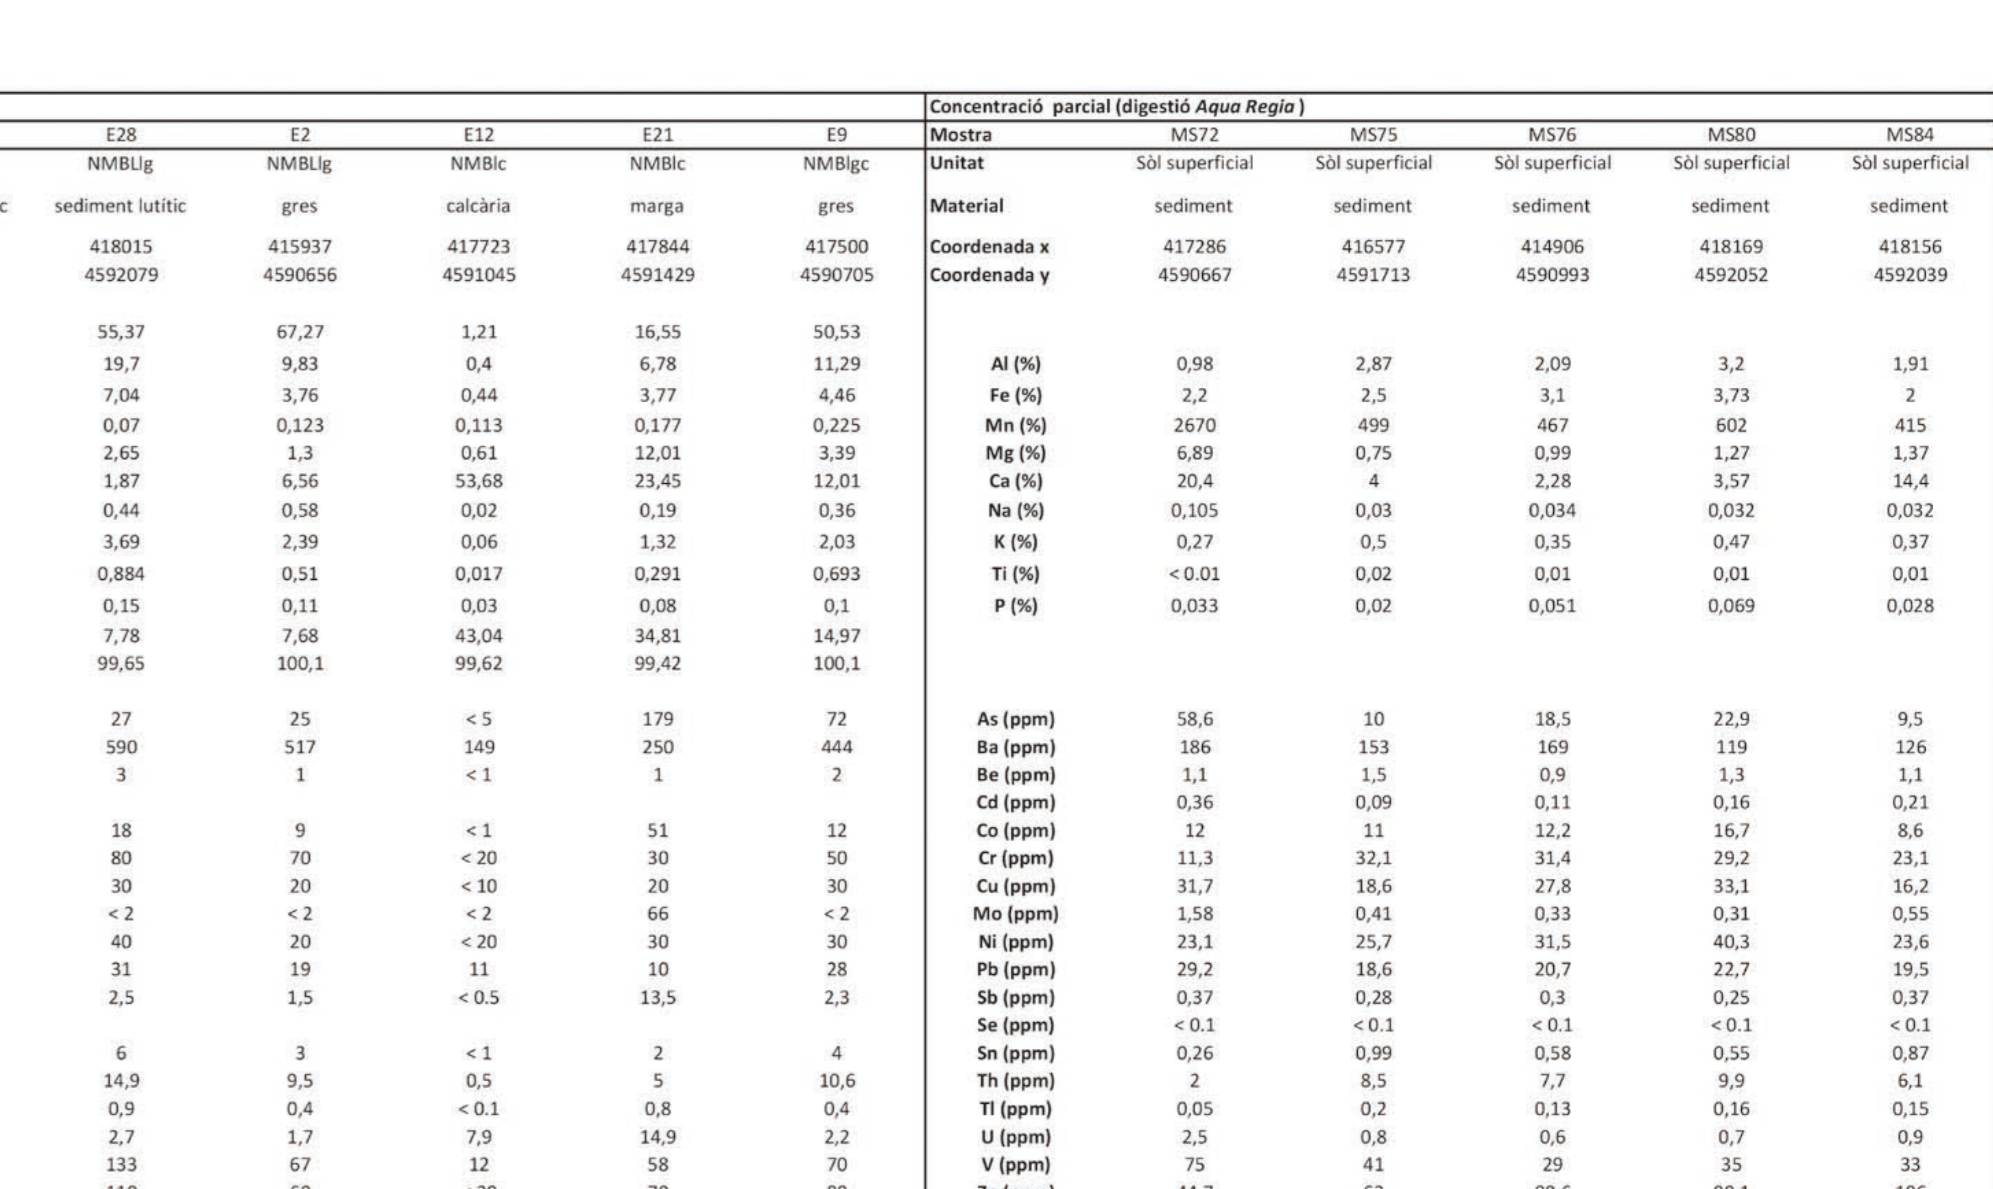 Concentració parcial (digestió Aqua Regia )
E28 E2 E12 E21 E9 Mostra MS72 MS75 MS76 MS80 MS84
NMBLlg NMBLlg NMBlc NMBlc NMBlgc Unitat Sòl superficial Sòl superficial Sòl superficial Sòl superficial Sòl superficial
c sediment lutític gres calcària marga gres Material sediment sediment sediment sediment sediment
418015 415937 417723 417844 417500 Coordenada x 417286 416577 414906 418169 418156
4592079 4590656 4591045 4591429 4590705 Coordenada y 4590667 4591713 4590993 4592052 4592039
55,37 67,27 1,21 16,55 50,53
19,7 9,83 0,4 6,78 11,29 Al (%) 0,98 2,87 2,09 3,2 1,91
7,04 3,76 0,44 3,77 4,46 Fe (%) 2,2 2,5 3,1 3,73 2
0,07 0,123 0,113 0,177 0,225 Mn (%) 2670 499 467 602 415
2,65 1,3 0,61 12,01 3,39 Mg (%) 6,89 0,75 0,99 1,27 1,37
1,87 6,56 53,68 23,45 12,01 Ca (%) 20,4 4 2,28 3,57 14,4
0,44 0,58 0,02 0,19 0,36 Na (%) 0,105 0,03 0,034 0,032 0,032
3,69 2,39 0,06 1,32 2,03 K (%) 0,27 0,5 0,35 0,47 0,37
0,884 0,51 0,017 0,291 0,693 Ti (%) < 0.01 0,02 0,01 0,01 0,01
0,15 0,11 0,03 0,08 0,1 P (%) 0,033 0,02 0,051 0,069 0,028
7,78 7,68 43,04 34,81 14,97
99,65 100,1 99,62 99,42 100,1
27 25 < 5 179 72 As (ppm) 58,6 10 18,5 22,9 9,5
590 517 149 250 444 Ba (ppm) 186 153 169 119 126
3 1 < 1 1 2 Be (ppm) 1,1 1,5 0,9 1,3 1,1
Cd (ppm) 0,36 0,09 0,11 0,16 0,21
18 9 < 1 51 12 Co (ppm) 12 11 12,2 16,7 8,6
80 70 < 20 30 50 Cr (ppm) 11,3 32,1 31,4 29,2 23,1
30 20 < 10 20 30 Cu (ppm) 31,7 18,6 27,8 33,1 16,2
< 2 < 2 < 2 66 < 2 Mo (ppm) 1,58 0,41 0,33 0,31 0,55
40 20 < 20 30 30 Ni (ppm) 23,1 25,7 31,5 40,3 23,6
31 19 11 10 28 Pb (ppm) 29,2 18,6 20,7 22,7 19,5
2,5 1,5 < 0.5 13,5 2,3 Sb (ppm) 0,37 0,28 0,3 0,25 0,37
Se (ppm) < 0.1 < 0.1 < 0.1 < 0.1 < 0.1
6 3 < 1 2 4 Sn (ppm) 0,26 0,99 0,58 0,55 0,87
14,9 9,5 0,5 5 10,6 Th (ppm) 2 8,5 7,7 9,9 6,1
0,9 0,4 < 0.1 0,8 0,4 Tl (ppm) 0,05 0,2 0,13 0,16 0,15
2,7 1,7 7,9 14,9 2,2 U (ppm) 2,5 0,8 0,6 0,7 0,9
133 67 12 58 70 V (ppm) 75 41 29 35 33